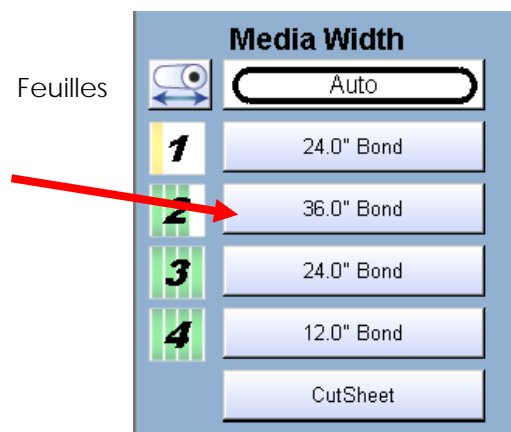 Media Width
Feuilles
Auto
1 24.0" Bond
2 36.0" Bond
3 24.0" Bond
4 12.0" Bond
CutSheet